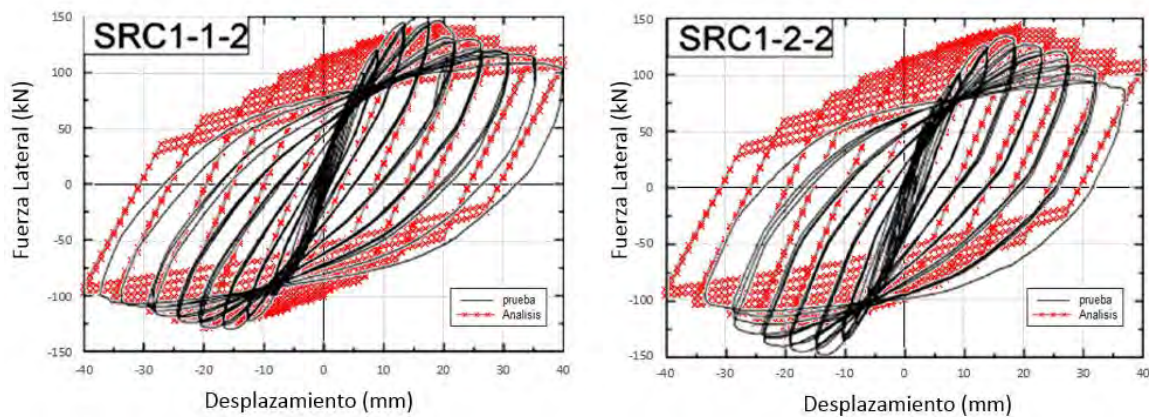 SRC1-1-2
Fuerza Lateral (kN)
150
100
50
0
-50
-100
-150
-40 -30 -20 -10 0 10 20 30 40
Desplazamiento (mm)
prueba
Analisis
SRC1-2-2
Fuerza Lateral (kN)
150
100
50
0
-50
-100
-150
-40 -30 -20 -10 0 10 20 30 40
Desplazamiento (mm)
prueba
Analisis